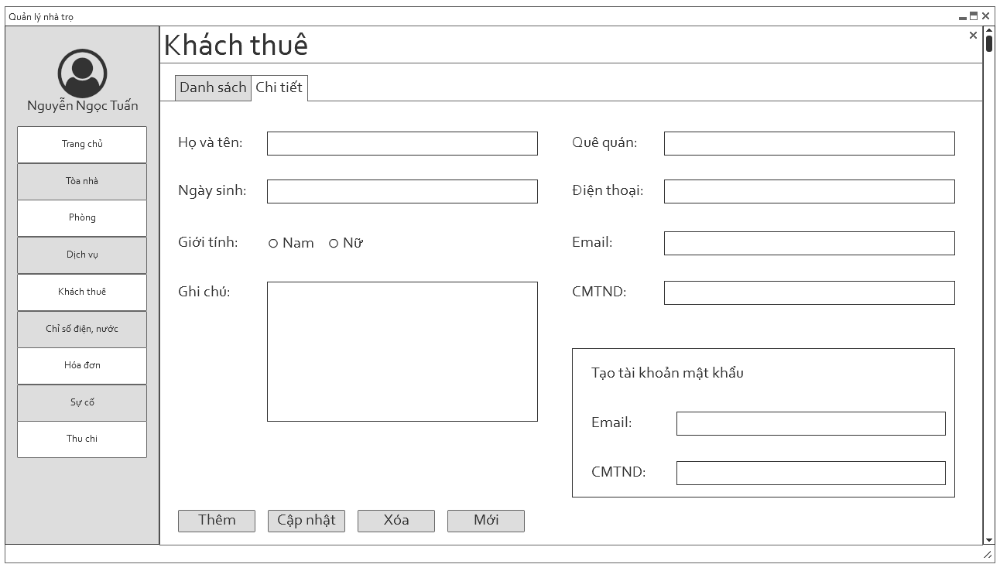 Quản lý nhà trọ
Nguyễn Ngọc Tuấn
Trang chủ
Tòa nhà
Phòng
Dịch vụ
Khách thuê
Chỉ số điện, nước
Hóa đơn
Sự cố
Thu chi
Khách thuê
Danh sách Chi tiết
Họ và tên:
Quê quán:
Ngày sinh:
Điện thoại:
Giới tính: Nam Nữ
Email:
Ghi chú:
CMTND:
Tạo tài khoản mật khẩu
Email:
CMTND:
Thêm Cập nhật Xóa Mới